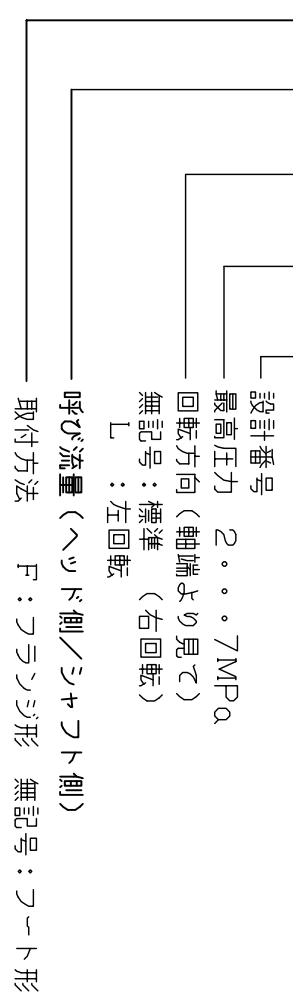 設計番号
最高圧力　２・・・７MPa
回転方向（軸端より見て）
無記号：標準　（右回転）
L　：左回転
呼び流量（ヘッド側／シャフト側）
取付方法　F：フランジ形　無記号：フート形